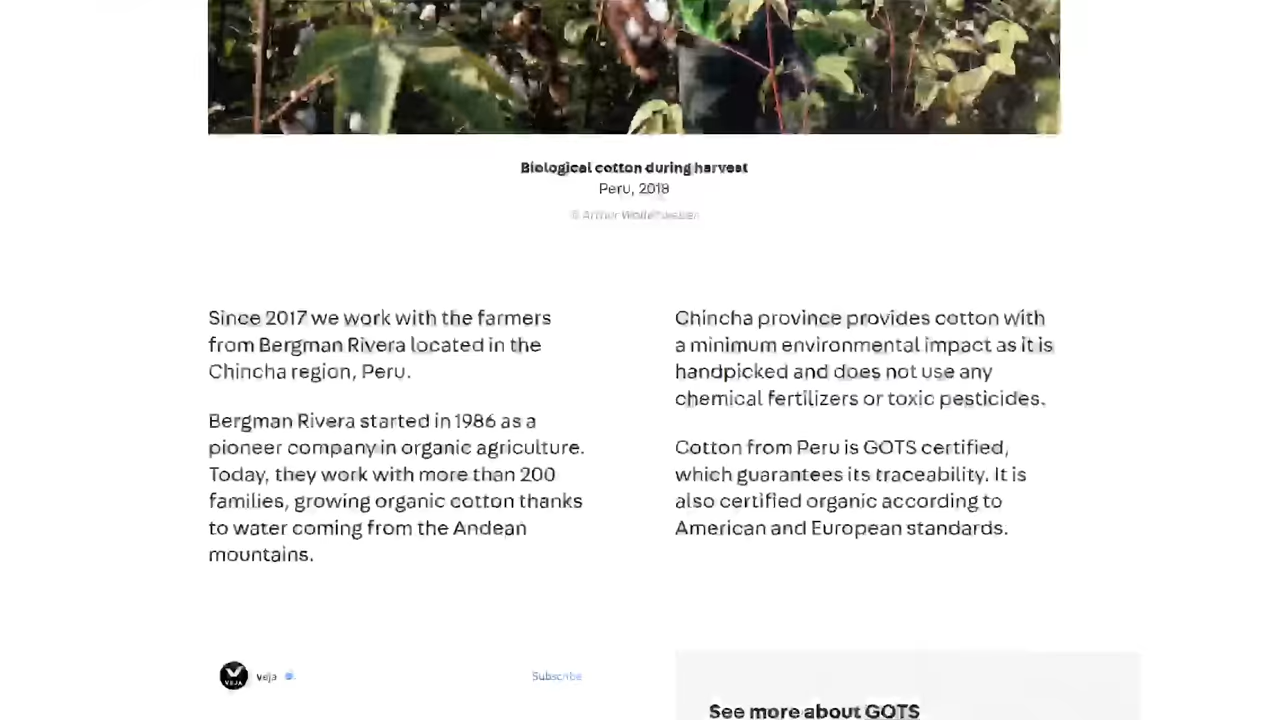 Biological cotton during harvest
Peru, 2018
© Arthur
Since 2017 we work with the farmers
from Bergman Rivera located in the
Chincha region, Peru.
Bergman Rivera started in 1986 as a
pioneer company in organic agriculture.
Today, they work with more than 200
families, growing organic cotton thanks
to water coming from the Andean
mountains.
Chincha province provides cotton with
a minimum environmental impact as it is
handpicked and does not use any
chemical fertilizers or toxic pesticides.
Cotton from Peru is GOTS certified,
which guarantees its traceability. It is
also certified organic according to
American and European standards.
VEJA
veja
Subscribe
See more about GOTS